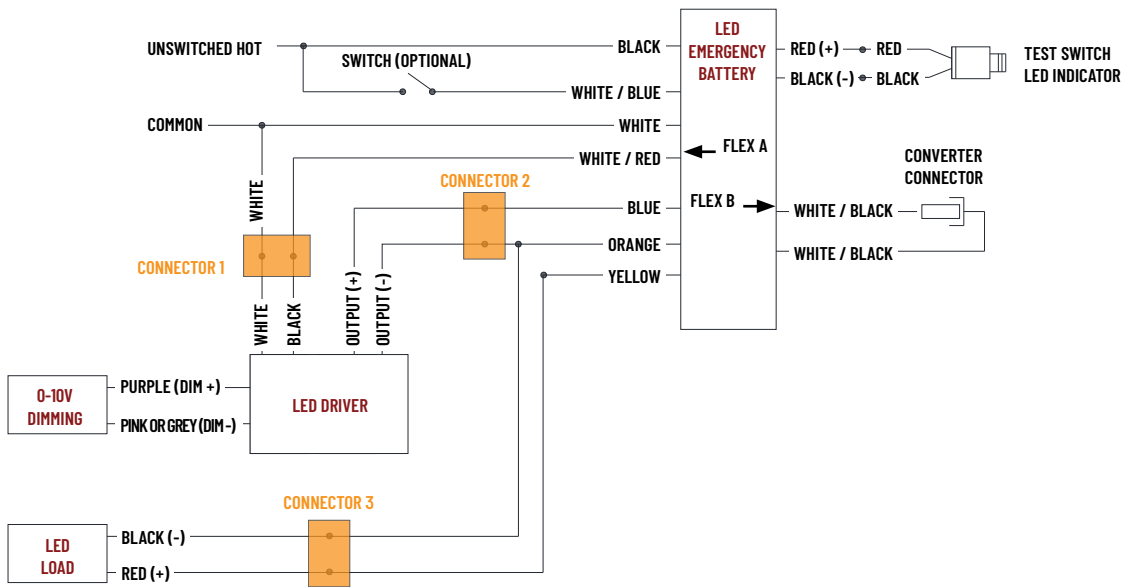 UNSWITCHED HOT
SWITCH (OPTIONAL)
BLACK
WHITE / BLUE
COMMON
WHITE
WHITE / RED
LED
EMERGENCY
BATTERY
RED (+)
RED
BLACK (-)
BLACK
TEST SWITCH
LED INDICATOR
FLEX A
FLEX B
CONVERTER
CONNECTOR
WHITE / BLACK
WHITE / BLACK
CONNECTOR 2
BLUE
ORANGE
YELLOW
WHITE
CONNECTOR 1
WHITE
BLACK
OUTPUT (+)
OUTPUT (-)
0-10V
DIMMING
PURPLE (DIM +)
PINK OR GREY (DIM -)
LED DRIVER
CONNECTOR 3
LED
LOAD
BLACK (-)
RED (+)